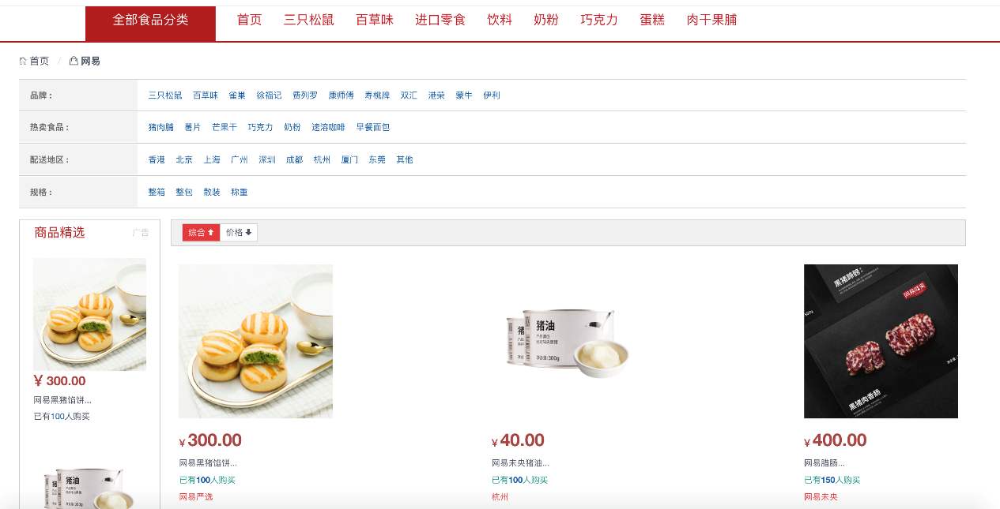 全部食品分类 首页 三只松鼠 百草味 进口零食 饮料 奶粉 巧克力 蛋糕 肉干果脯
首页 / 网易
品牌 : 三只松鼠 百草味 雀巢 徐福记 费列罗 康师傅 寿桃牌 双汇 港荣 蒙牛 伊利
热卖食品 : 猪肉脯 薯片 芒果干 巧克力 奶粉 速溶咖啡 早餐面包
配送地区 : 香港 北京 上海 广州 深圳 成都 杭州 厦门 东莞 其他
规格 : 整箱 整包 散装 称重
商品精选 广告
¥ 300.00
网易黑猪馅饼...
已有100人购买
猪油
综合 价格
¥ 300.00
网易黑猪馅饼...
已有100人购买
网易严选
猪油
净含量:300g
¥ 40.00
网易未央猪油...
已有100人购买
杭州
黑猪蹄髈
网易味央
黑猪肉香肠
¥ 400.00
网易腊肠...
已有150人购买
网易未央